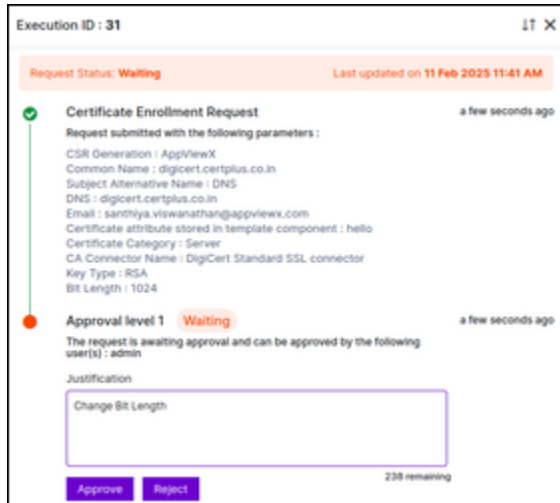 Execution ID : 31
Request Status: Waiting
Last updated on 11 Feb 2025 11:41 AM
Certificate Enrollment Request
a few seconds ago
Request submitted with the following parameters :
CSR Generation : AppViewX
Common Name : digicert.certplus.co.in
Subject Alternative Name : DNS
DNS : digicert.certplus.co.in
Email : santhiya.viswanathan@appviewx.com
Certificate attribute stored in template component : hello
Certificate Category : Server
CA Connector Name : DigiCert Standard SSL connector
Key Type : RSA
Bit Length : 1024
Approval level 1 Waiting
a few seconds ago
The request is awaiting approval and can be approved by the following
user(s) : admin
Justification
Change Bit Length
238 remaining
Approve Reject